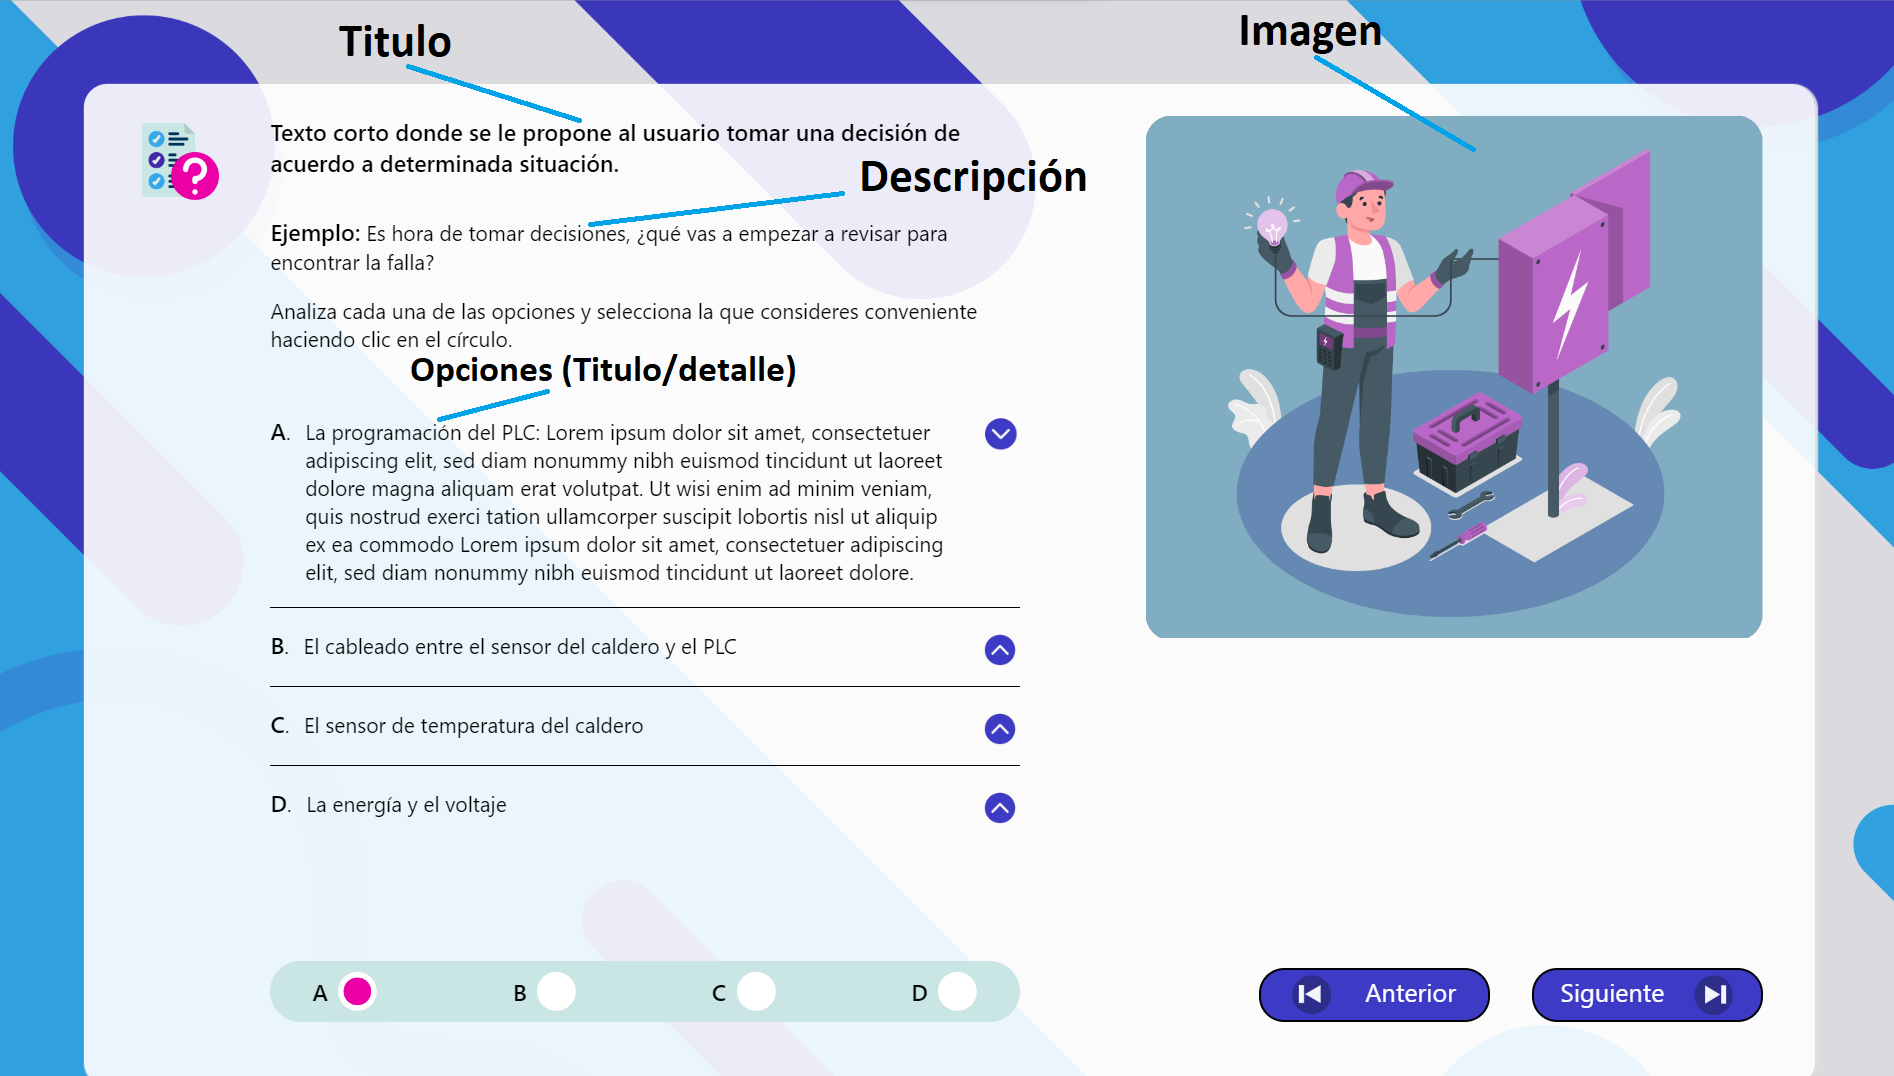 Titulo
Imagen
Texto corto donde se le propone al usuario tomar una decisión de
acuerdo a determinada situación.
Descripción
Ejemplo: Es hora de tomar decisiones, ¿qué vas a empezar a revisar para
encontrar la falla?
Analiza cada una de las opciones y selecciona la que consideres conveniente
haciendo clic en el círculo.
Opciones (Titulo/detalle)
A. La programación del PLC: Lorem ipsum dolor sit amet, consectetuer
adipiscing elit, sed diam nonummy nibh euismod tincidunt ut laoreet
dolore magna aliquam erat volutpat. Ut wisi enim ad minim veniam,
quis nostrud exerci tation ullamcorper suscipit lobortis nisl ut aliquip
ex ea commodo Lorem ipsum dolor sit amet, consectetuer adipiscing
elit, sed diam nonummy nibh euismod tincidunt ut laoreet dolore.
B. El cableado entre el sensor del caldero y el PLC
C. El sensor de temperatura del caldero
D. La energía y el voltaje
A B C D
Anterior
Siguiente